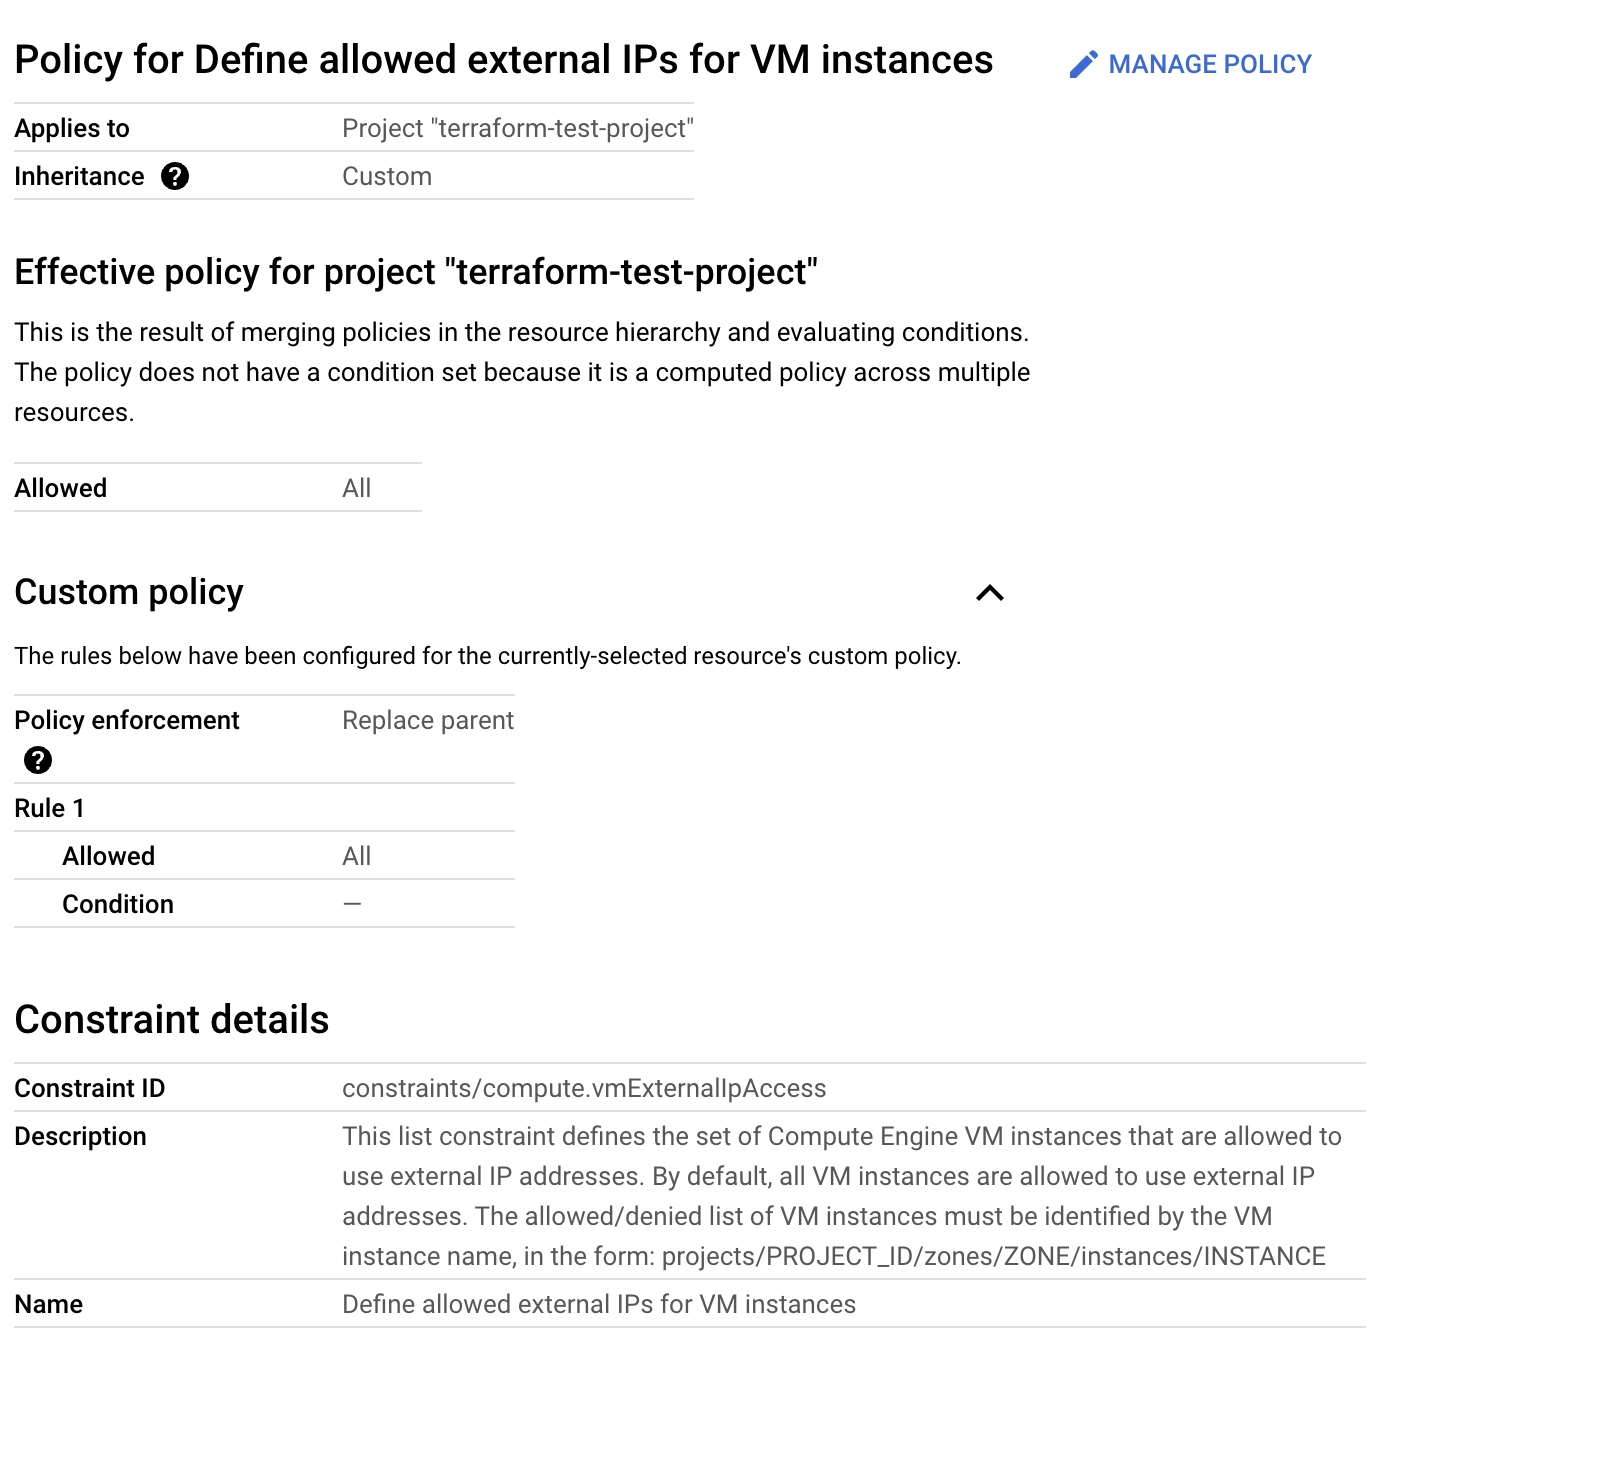 Policy for Define allowed external IPs for VM instances
MANAGE POLICY
Applies to Project "terraform-test-project"
Inheritance ? Custom
Effective policy for project "terraform-test-project"
This is the result of merging policies in the resource hierarchy and evaluating conditions.
The policy does not have a condition set because it is a computed policy across multiple
resources.
Allowed All
Custom policy
The rules below have been configured for the currently-selected resource's custom policy.
Policy enforcement Replace parent
?
Rule 1
Allowed All
Condition —
Constraint details
Constraint ID constraints/compute.vmExternalIpAccess
Description This list constraint defines the set of Compute Engine VM instances that are allowed to
use external IP addresses. By default, all VM instances are allowed to use external IP
addresses. The allowed/denied list of VM instances must be identified by the VM
instance name, in the form: projects/PROJECT_ID/zones/ZONE/instances/INSTANCE
Name Define allowed external IPs for VM instances